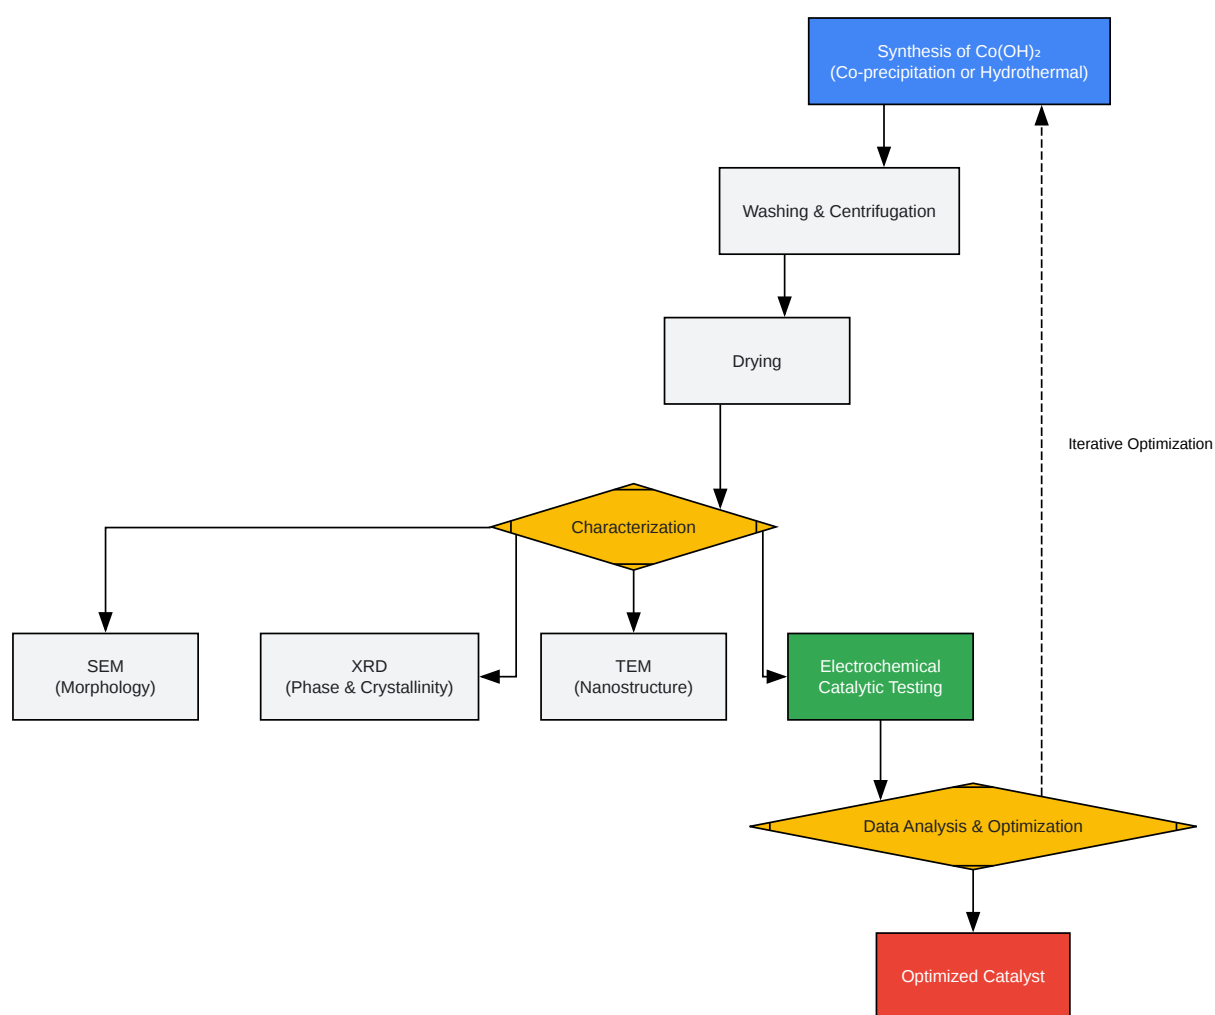 Synthesis of Co(OH)₂
(Co-precipitation or Hydrothermal)
Washing & Centrifugation
Drying
Iterative Optimization
Characterization
SEM
(Morphology)
XRD
(Phase & Crystallinity)
TEM
(Nanostructure)
Electrochemical
Catalytic Testing
Data Analysis & Optimization
Optimized Catalyst